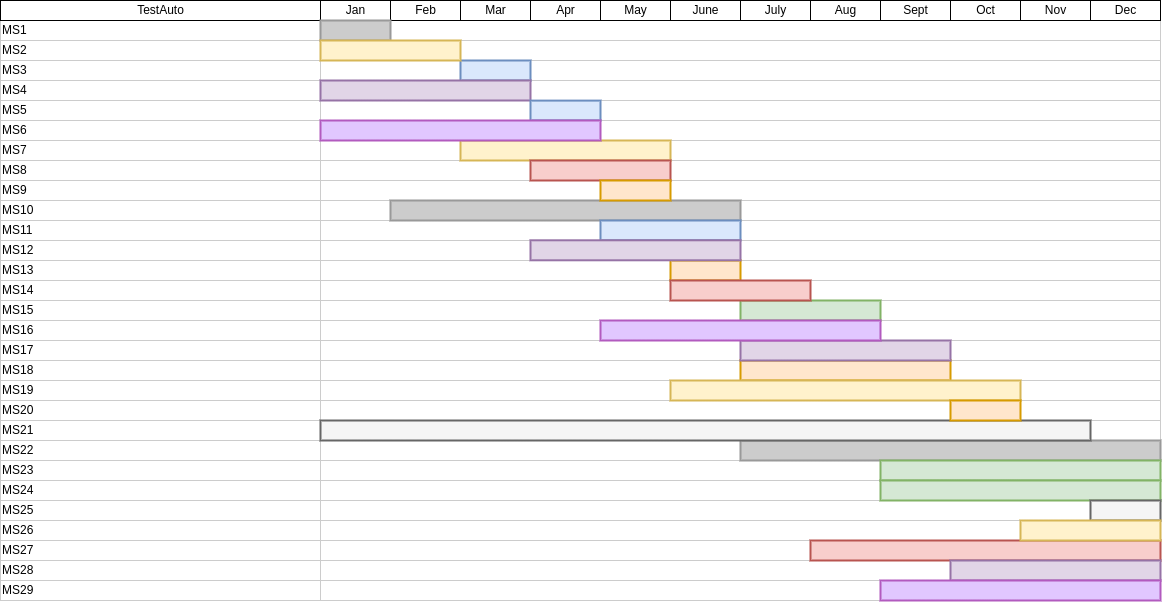 TestAuto Jan Feb Mar Apr May June July Aug Sept Oct Nov Dec
MS1
MS2
MS3
MS4
MS5
MS6
MS7
MS8
MS9
MS10
MS11
MS12
MS13
MS14
MS15
MS16
MS17
MS18
MS19
MS20
MS21
MS22
MS23
MS24
MS25
MS26
MS27
MS28
MS29